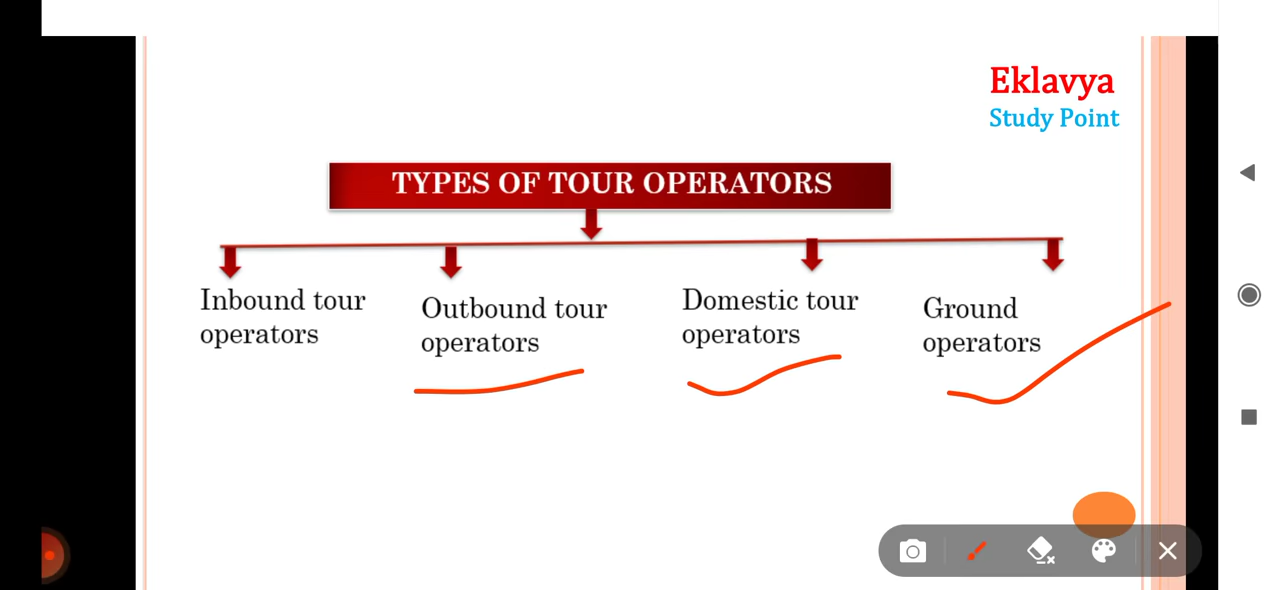 Eklavya
Study Point
TYPES OF TOUR OPERATORS
Inbound tour
operators
Outbound tour
operators
Domestic tour
operators
Ground
operators